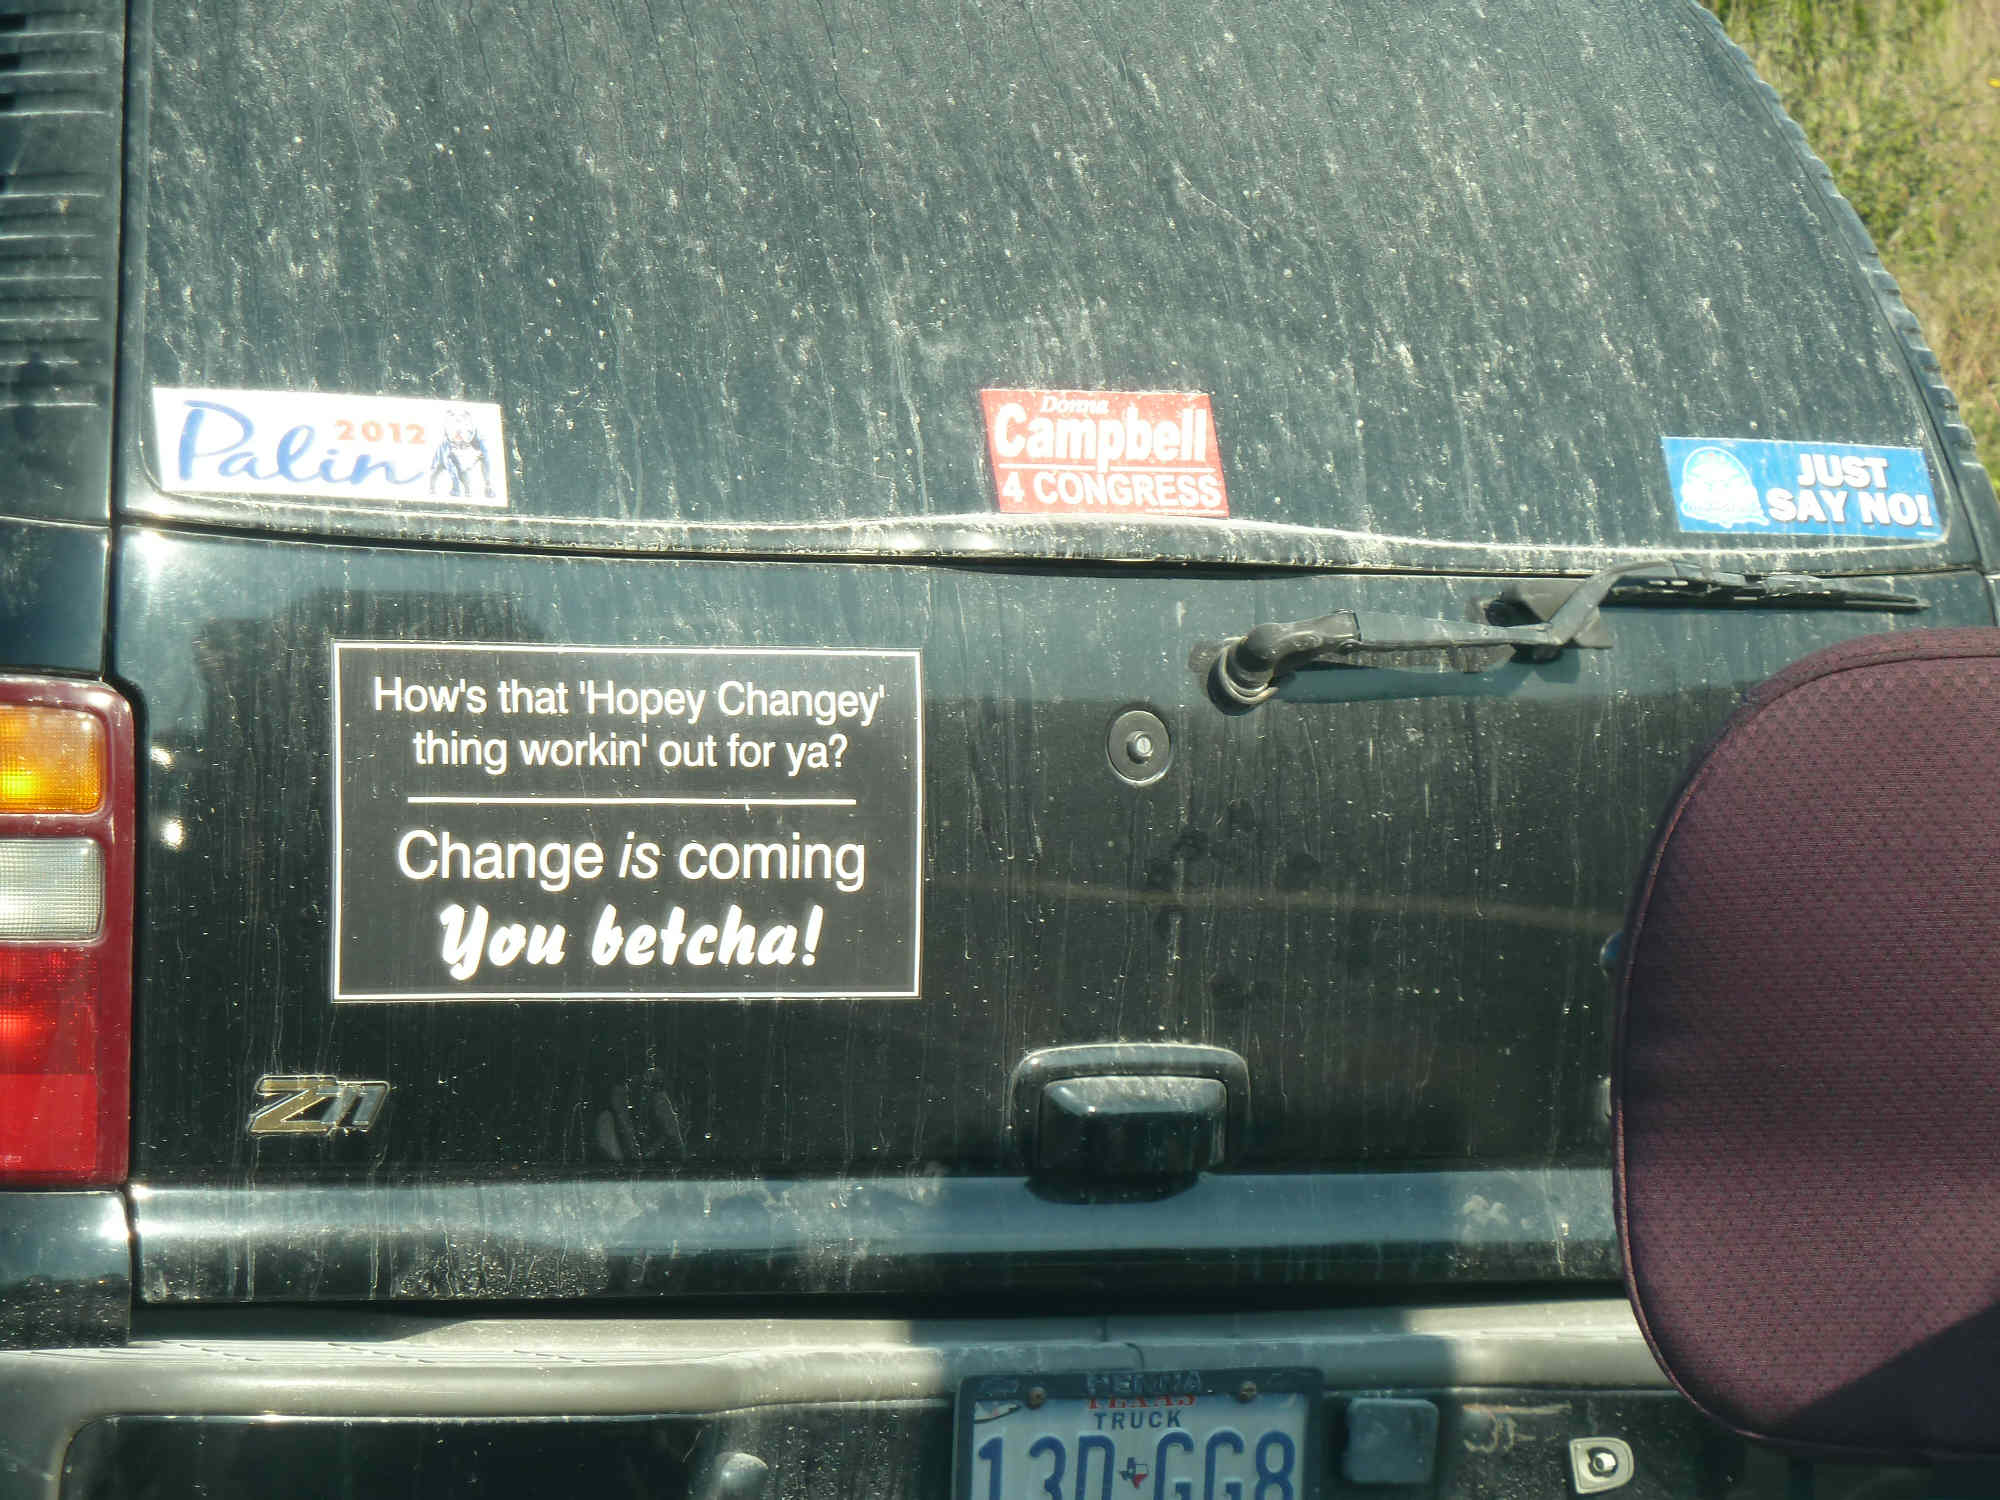 Palin 2012
Donna
Campbell
4 CONGRESS
JUST
SAY NO!
How's that 'Hopey Changey'
thing workin' out for ya?
Change is coming
You betcha!
Z71
TEXAS
TRUCK
13D GG8